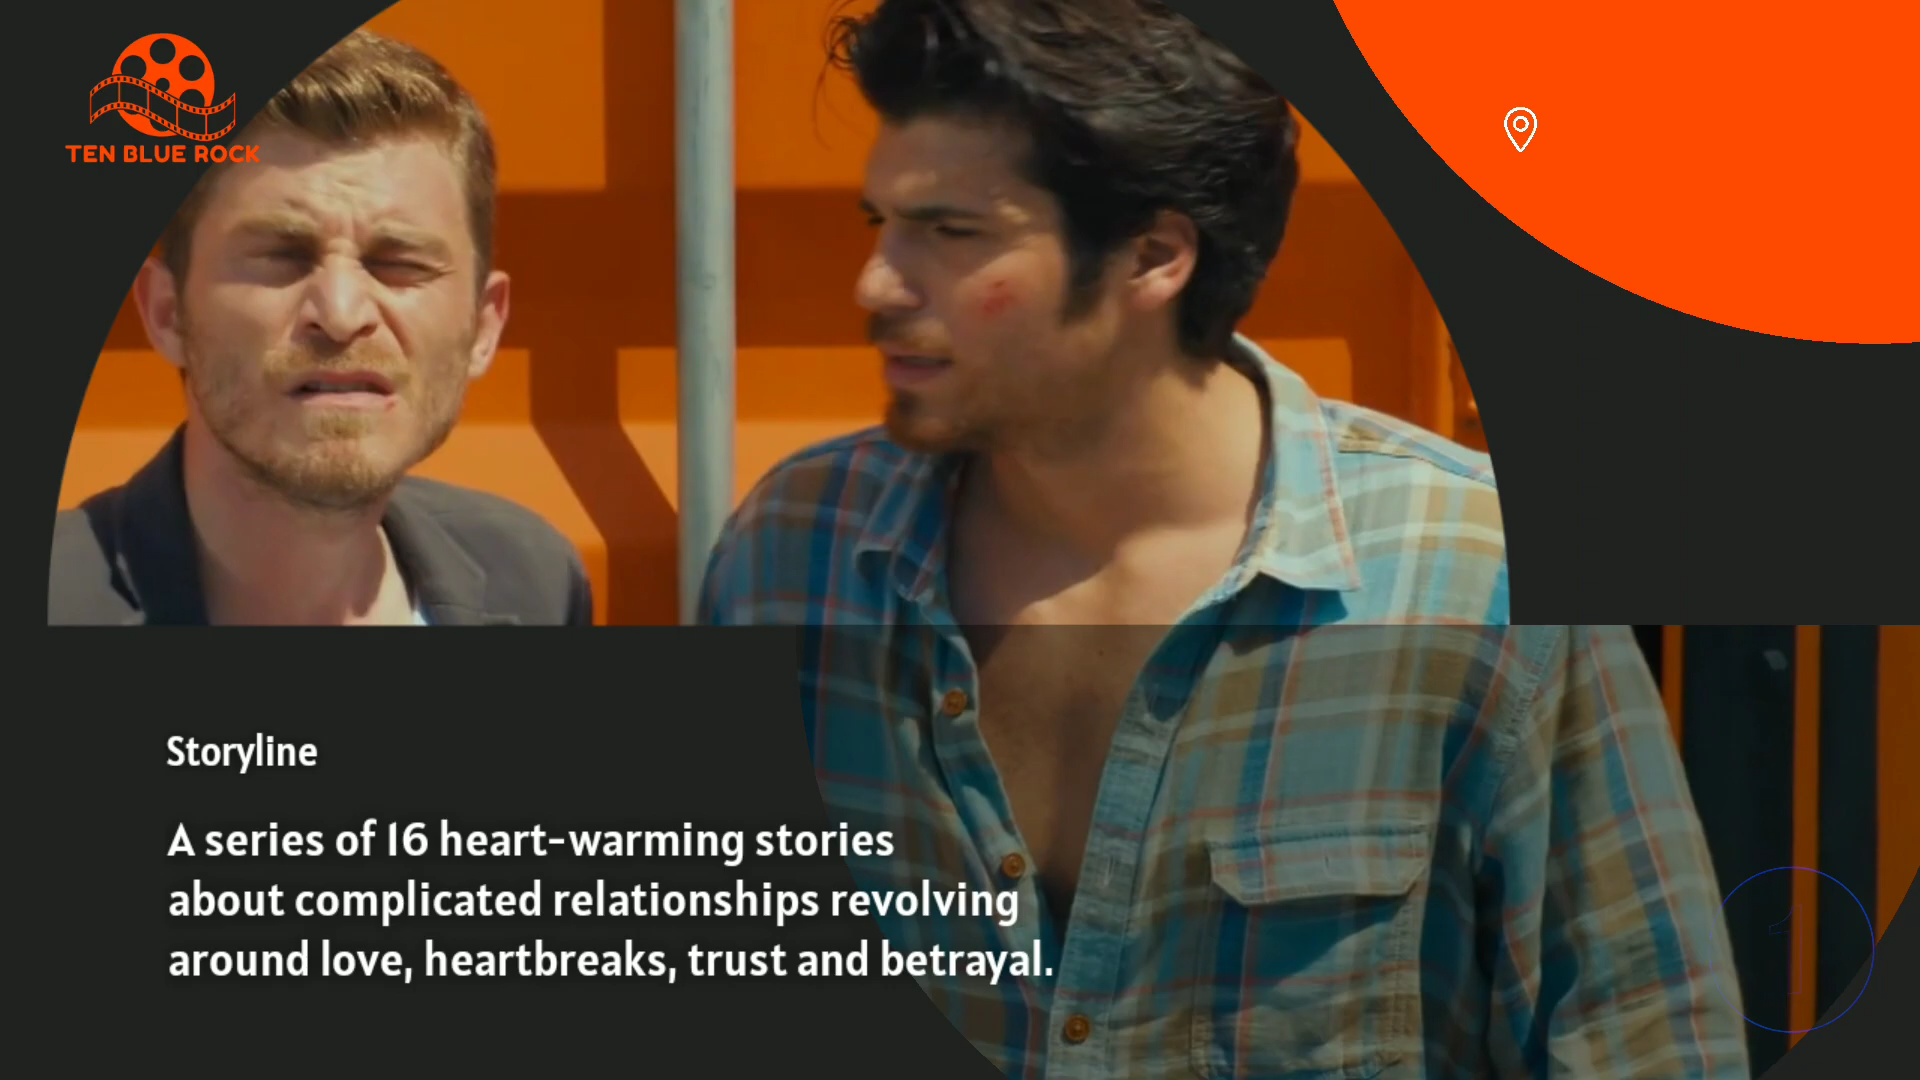 TEN BLUE ROCK
Storyline
A series of 16 heart-warming stories
about complicated relationships revolving
around love, heartbreaks, trust and betrayal.
1